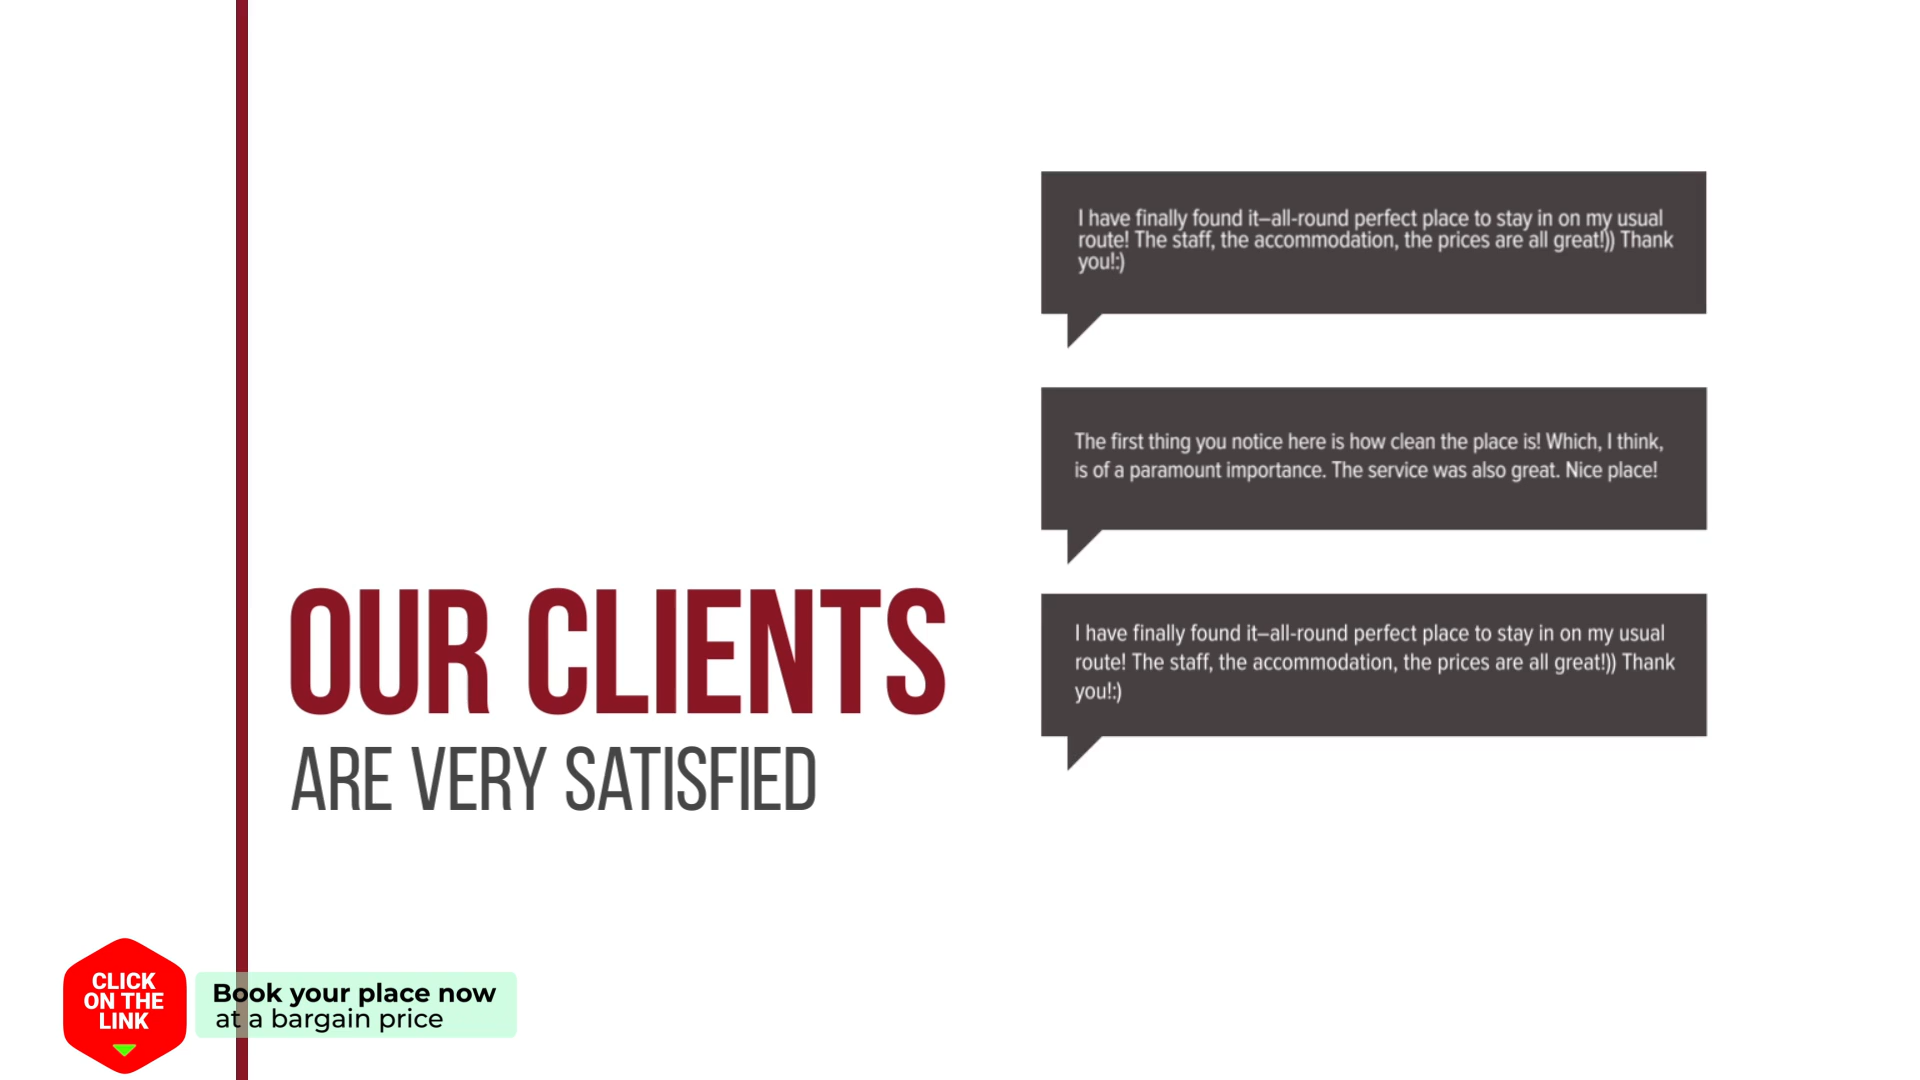 I have finally found it–all-round perfect place to stay in on my usual
route! The staff, the accommodation, the prices are all great!)) Thank
you!:)
The first thing you notice here is how clean the place is! Which, I think,
is of a paramount importance. The service was also great. Nice place!
I have finally found it–all-round perfect place to stay in on my usual
route! The staff, the accommodation, the prices are all great!)) Thank
you!:)
OUR CLIENTS
ARE VERY SATISFIED
CLICK
ON THE
LINK
Book your place now
at a bargain price